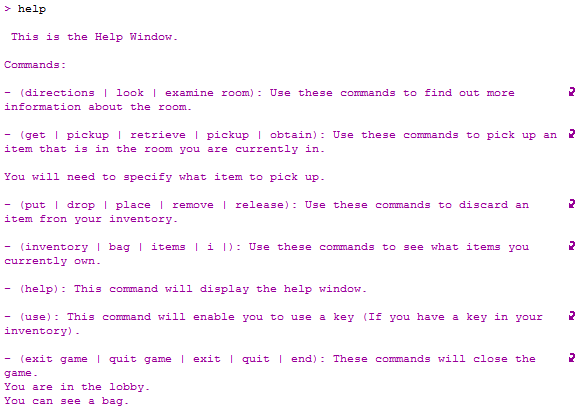 > help
This is the Help Window.
Commands:
- (directions | look | examine room): Use these commands to find out more
information about the room.
- (get | pickup | retrieve | pickup | obtain): Use these commands to pick up an
item that is in the room you are currently in.
You will need to specify what item to pick up.
- (put | drop | place | remove | release): Use these commands to discard an
item fron your inventory.
- (inventory | bag | items | i |): Use these commands to see what items you
currently own.
- (help): This command will display the help window.
- (use): This command will enable you to use a key (If you have a key in your
inventory).
- (exit game | quit game | exit | quit | end): These commands will close the
game.
You are in the lobby.
You can see a bag.